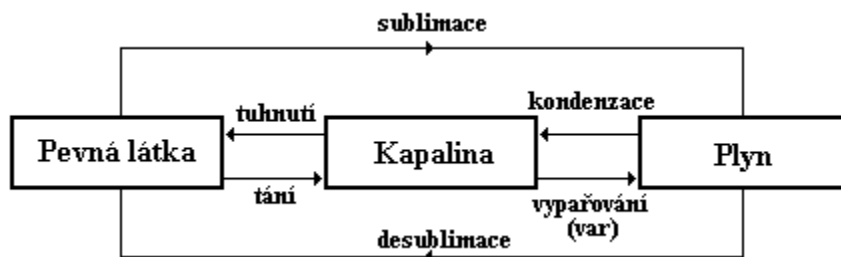 sublimace
tuhnutí
kondenzace
Pevná látka
Kapalina
Plyn
tání
vypařování
(var)
desublimace